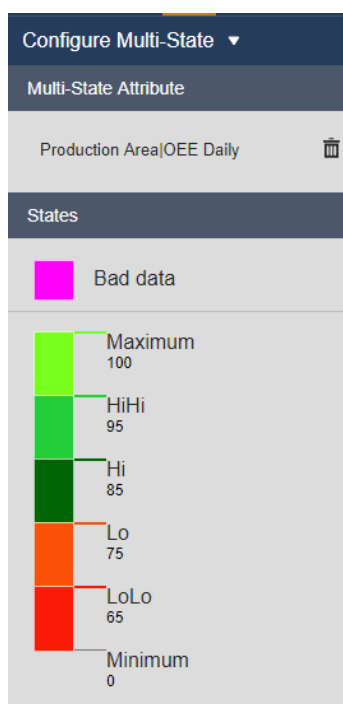 Configure Multi-State
Multi-State Attribute
Production Area|OEE Daily
States
Bad data
Maximum
100
HiHi
95
Hi
85
Lo
75
LoLo
65
Minimum
0